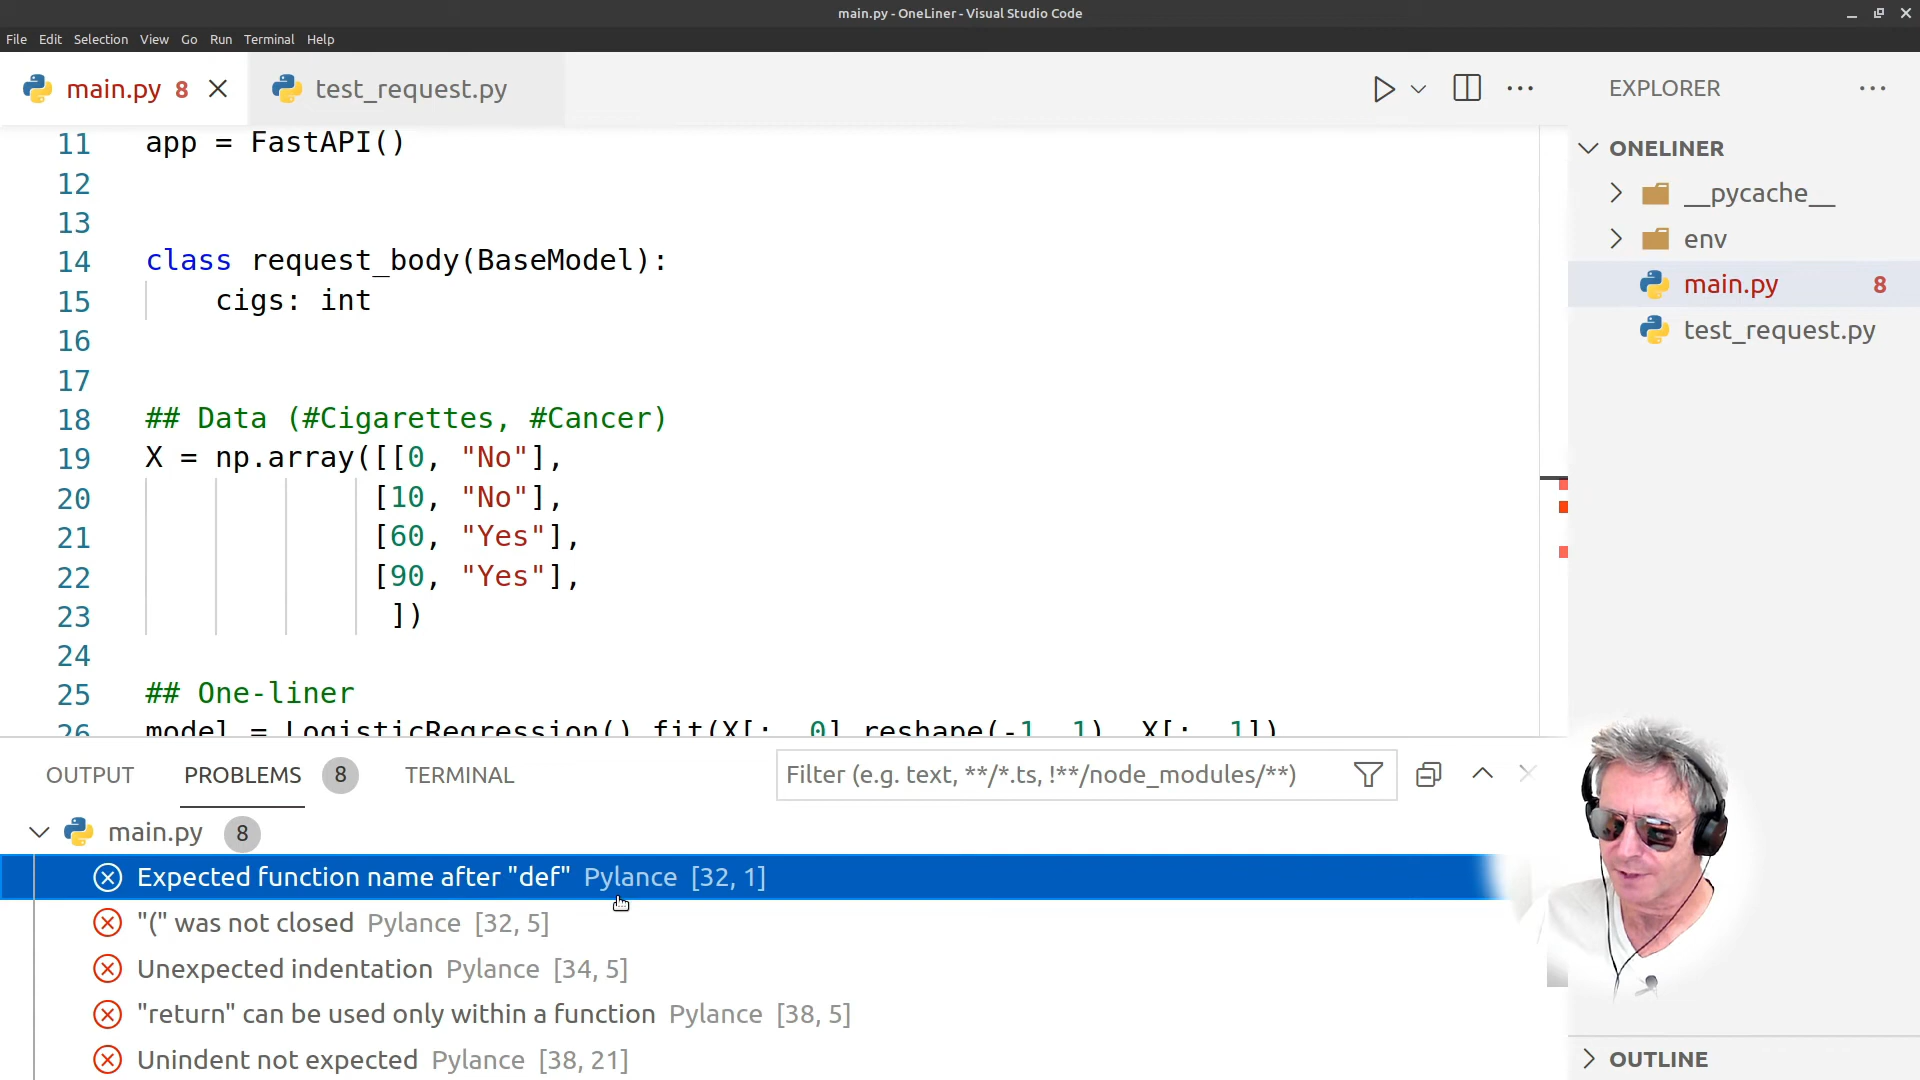 main.py - OneLiner - Visual Studio Code
File Edit Selection View Go Run Terminal Help
main.py 8 test_request.py
EXPLORER
11 app = FastAPI()
12
13
14 class request_body(BaseModel):
15 cigs: int
16
17
18 ## Data (#Cigarettes, #Cancer)
19 X = np.array([[0, "No"],
20 [10, "No"],
21 [60, "Yes"],
22 [90, "Yes"],
23 ])
24
25 ## One-liner
26 model = LogisticRegression().fit(X[:, 0].reshape(-1, 1), X[:, 1])
ONELINER
__pycache__
env
main.py 8
test_request.py
OUTPUT PROBLEMS 8 TERMINAL Filter (e.g. text, **/*.ts, !**/node_modules/**)
main.py 8
Expected function name after "def" Pylance [32, 1]
"(" was not closed Pylance [32, 5]
Unexpected indentation Pylance [34, 5]
"return" can be used only within a function Pylance [38, 5]
Unindent not expected Pylance [38, 21]
OUTLINE